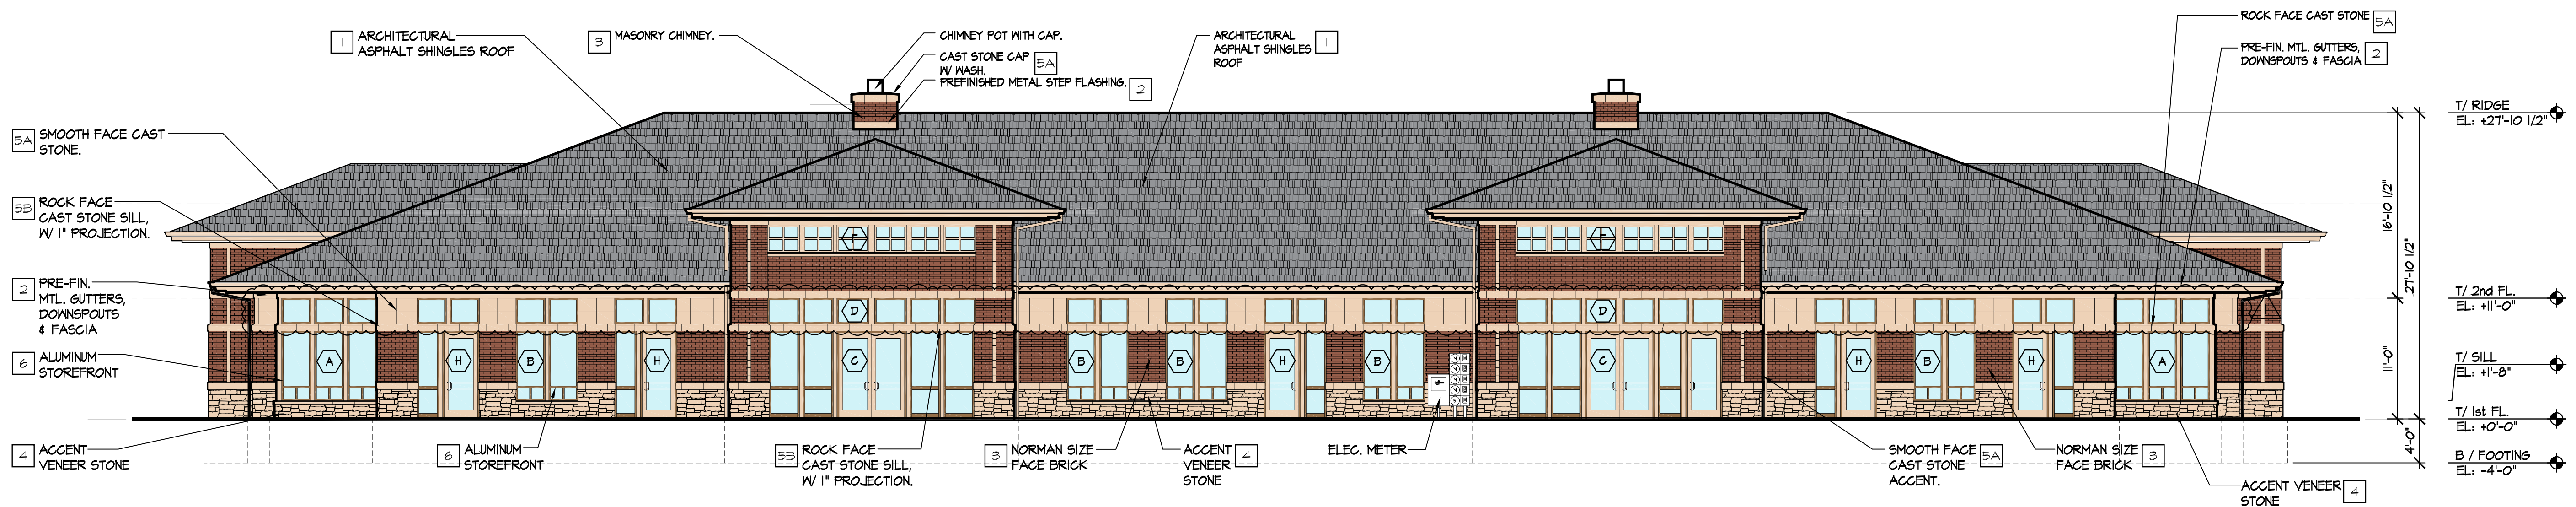 1 ARCHITECTURAL
ASPHALT SHINGLES ROOF
3 MASONRY CHIMNEY.
CHIMNEY POT WITH CAP.
CAST STONE CAP 5A
W/ WASH.
PREFINISHED METAL STEP FLASHING. 2
ARCHITECTURAL 1
ASPHALT SHINGLES
ROOF
ROCK FACE CAST STONE 5A
PRE-FIN. MTL. GUTTERS, 2
DOWNSPOUTS & FASCIA
5A SMOOTH FACE CAST
STONE.
5B ROCK FACE
CAST STONE SILL,
W/ 1" PROJECTION.
2 PRE-FIN.
MTL. GUTTERS,
DOWNSPOUTS
& FASCIA
6 ALUMINUM
STOREFRONT
4 ACCENT
VENEER STONE
F F
D D
A H B H C B B H B C H B H A
6 ALUMINUM
STOREFRONT
5B ROCK FACE
CAST STONE SILL,
W/ 1" PROJECTION.
3 NORMAN SIZE
FACE BRICK
ACCENT 4
VENEER
STONE
ELEC. METER
SMOOTH FACE 5A
CAST STONE
ACCENT.
NORMAN SIZE 3
FACE BRICK
ACCENT VENEER 4
STONE
16'-10 1/2"
27'-10 1/2"
11'-0"
4'-0"
T/ RIDGE
EL: +27'-10 1/2"
T/ 2nd FL.
EL: +11'-0"
T/ SILL
EL: +1'-8"
T/ 1st FL.
EL: +0'-0"
B / FOOTING
EL: -4'-0"